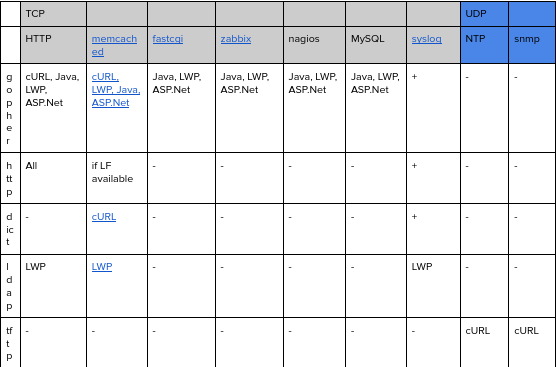 TCP UDP
HTTP memcached fastcgi zabbix nagios MySQL syslog NTP snmp
gopher cURL, Java, LWP, ASP.Net cURL, LWP, Java, ASP.Net Java, LWP, ASP.Net Java, LWP, ASP.Net Java, LWP, ASP.Net Java, LWP, ASP.Net + - -
http All if LF available - - - - + - -
dict - cURL - - - - + - -
ldap LWP LWP - - - - LWP - -
tftp - - - - - - - cURL cURL